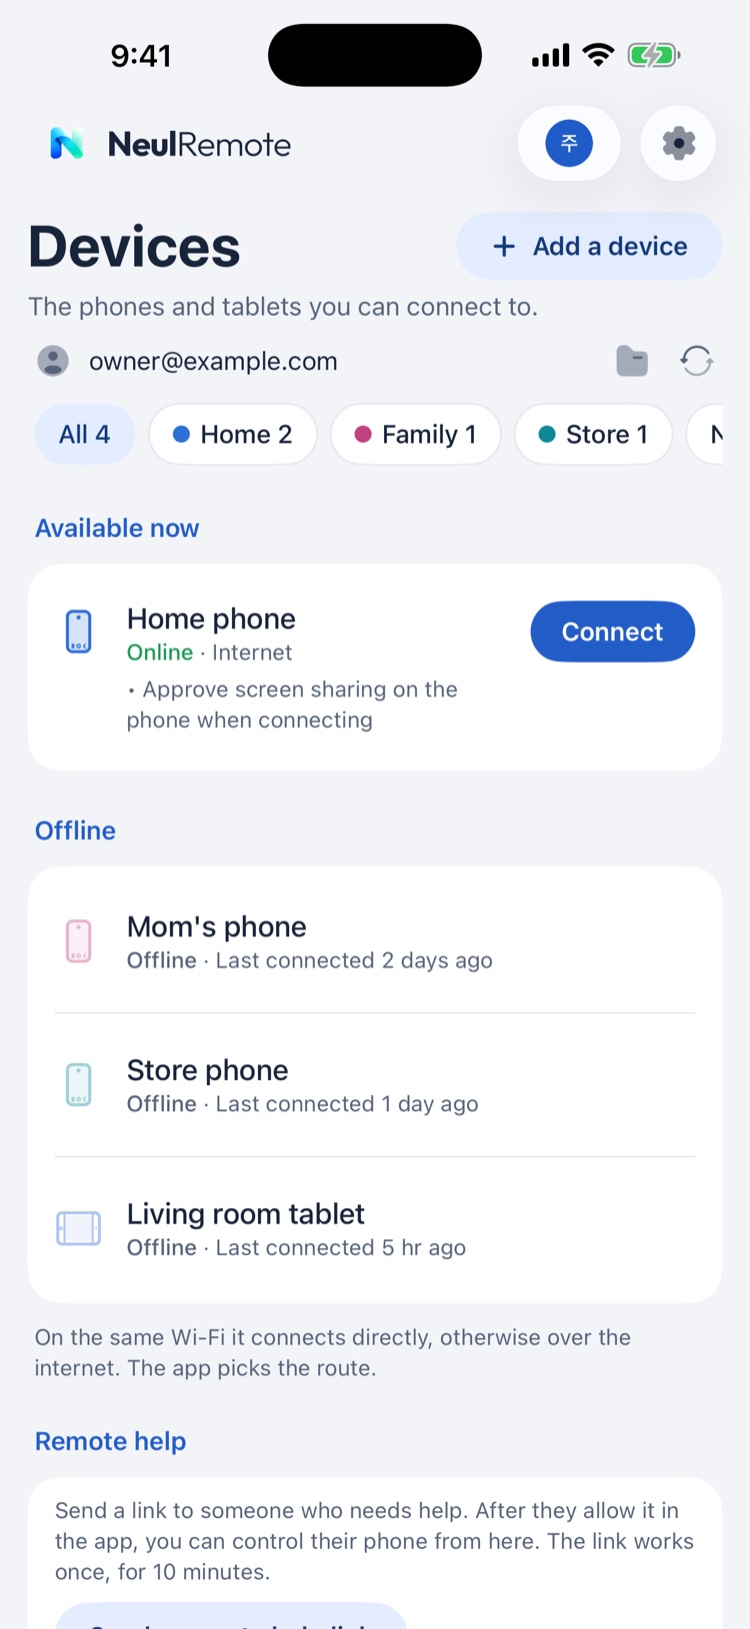 9:41
NeulRemote
주
Devices
+ Add a device
The phones and tablets you can connect to.
owner@example.com
All 4
Home 2
Family 1
Store 1
Available now
Home phone
Online · Internet
• Approve screen sharing on the
phone when connecting
Connect
Offline
Mom's phone
Offline · Last connected 2 days ago
Store phone
Offline · Last connected 1 day ago
Living room tablet
Offline · Last connected 5 hr ago
On the same Wi-Fi it connects directly, otherwise over the
internet. The app picks the route.
Remote help
Send a link to someone who needs help. After they allow it in
the app, you can control their phone from here. The link works
once, for 10 minutes.